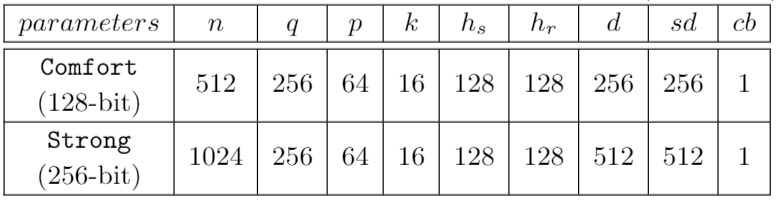 parameters n q p k h_s h_r d sd cb
Comfort (128-bit) 512 256 64 16 128 128 256 256 1
Strong (256-bit) 1024 256 64 16 128 128 512 512 1